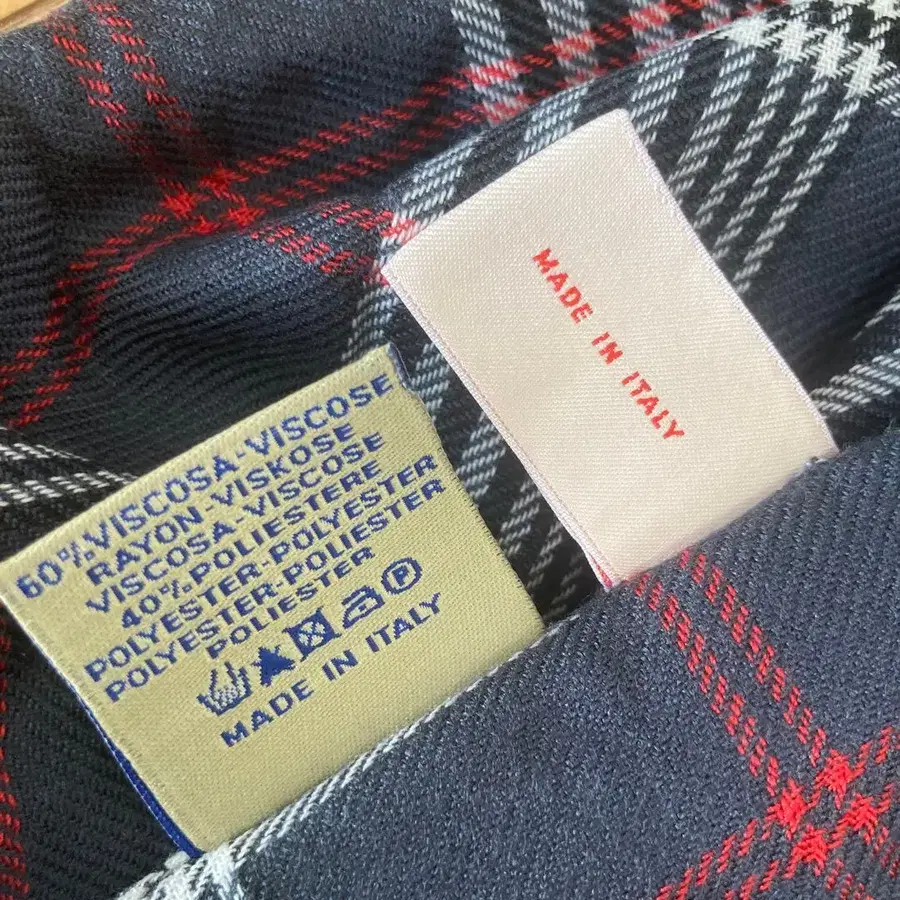 60% VISCOSA-VISCOSE
RAYON-VISKOSE
VISCOSA-VISCOSE
40% POLIESTERE
POLYESTER-POLYESTER
POLYESTER-POLIESTER
POLIESTER
P
MADE IN ITALY
MADE IN ITALY